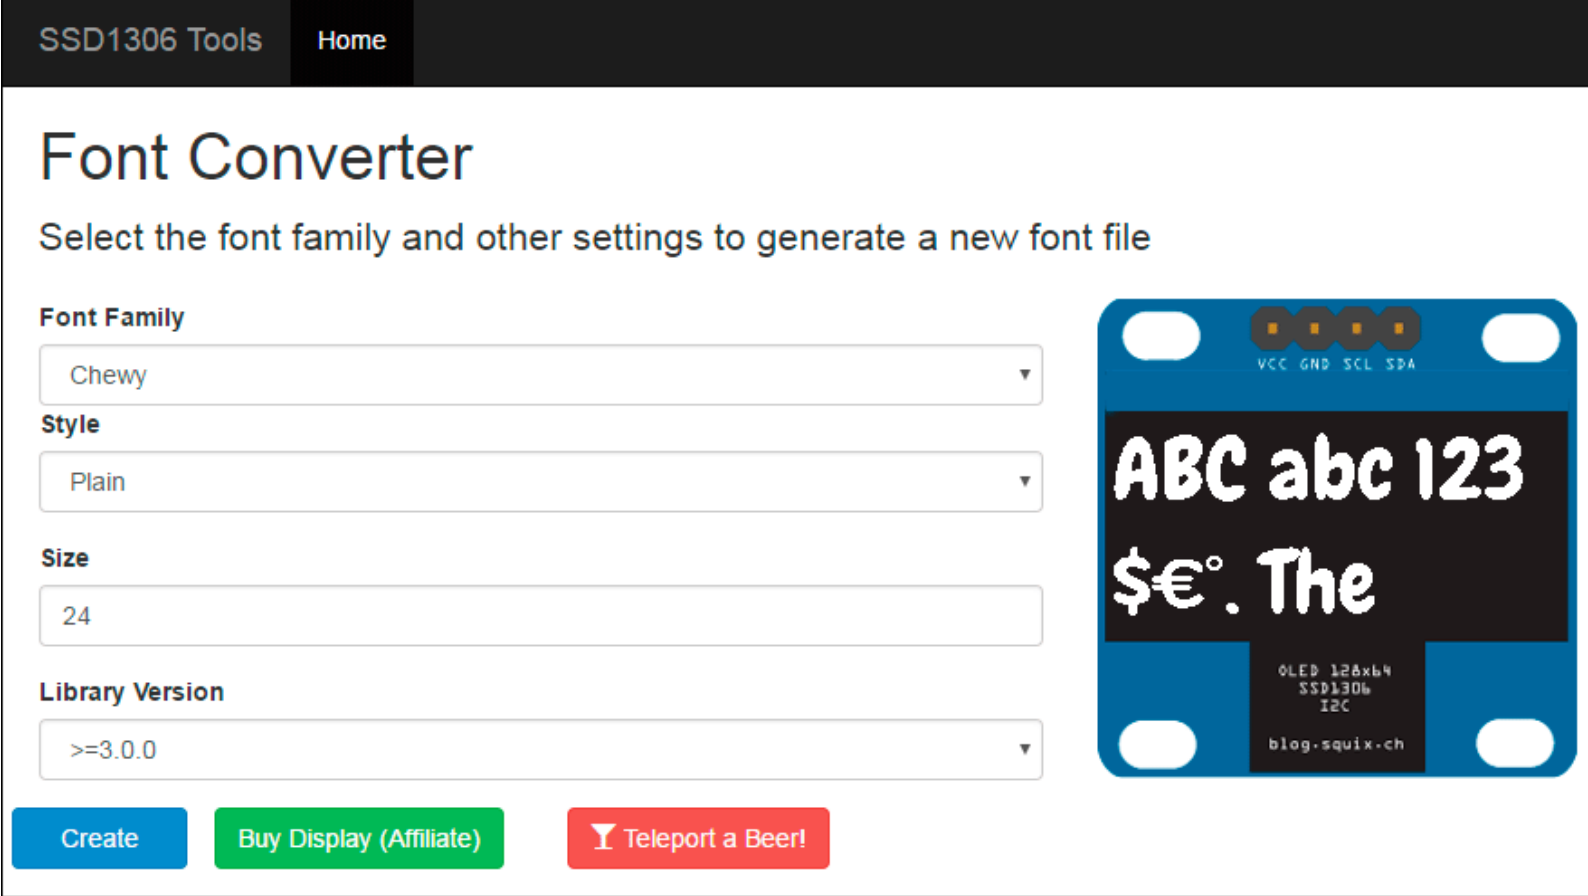 SSD1306 Tools Home
Font Converter
Select the font family and other settings to generate a new font file
Font Family
Chewy
Style
Plain
Size
24
Library Version
>=3.0.0
Create Buy Display (Affiliate) Teleport a Beer!
VCC GND SCL SDA
ABC abc 123
$€°. The
OLED 128x64
SSD1306
I2C
blog.squix.ch